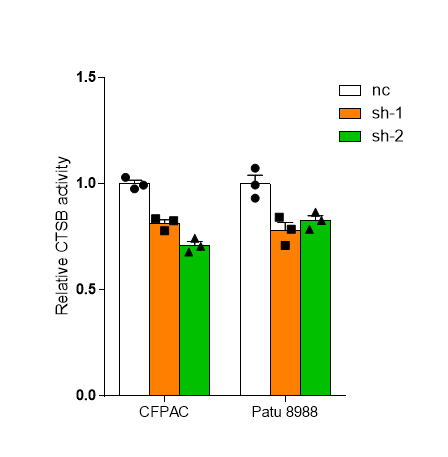 1.5
nc
sh-1
sh-2
1.0
Relative CTSB activity
0.5
0.0
CFPAC
Patu 8988